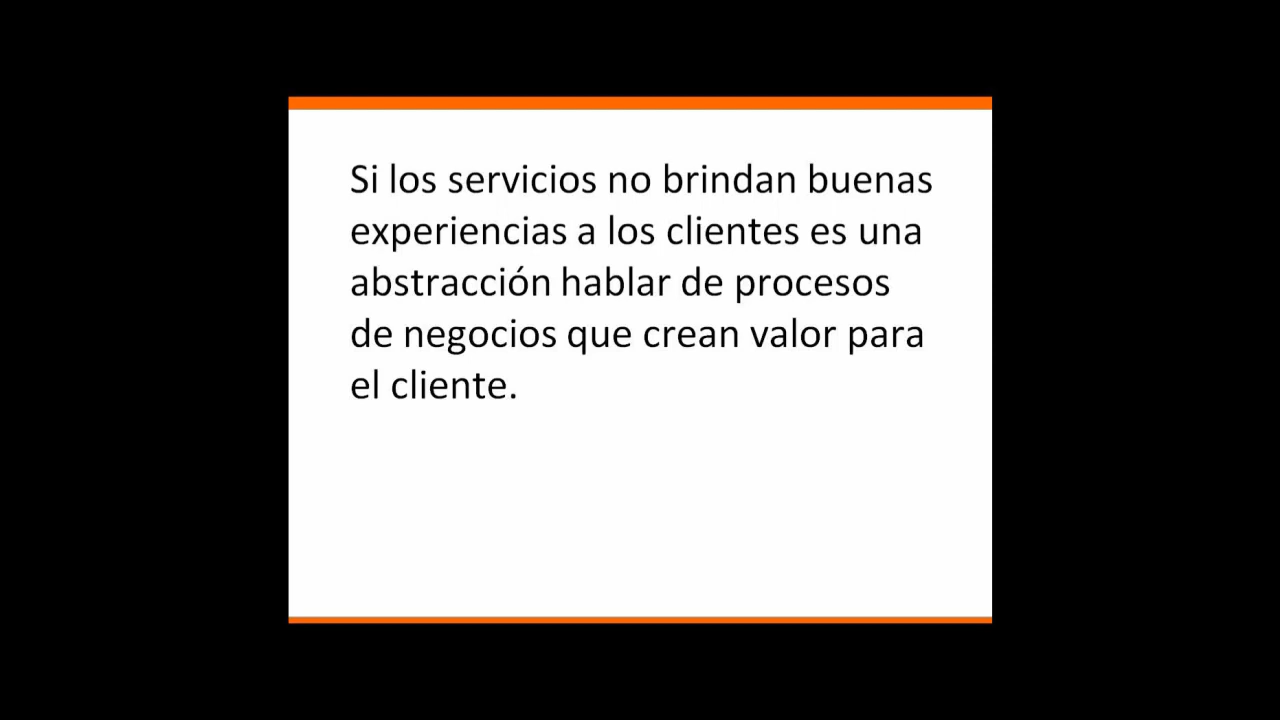 Si los servicios no brindan buenas
experiencias a los clientes es una
abstracción hablar de procesos
de negocios que crean valor para
el cliente.